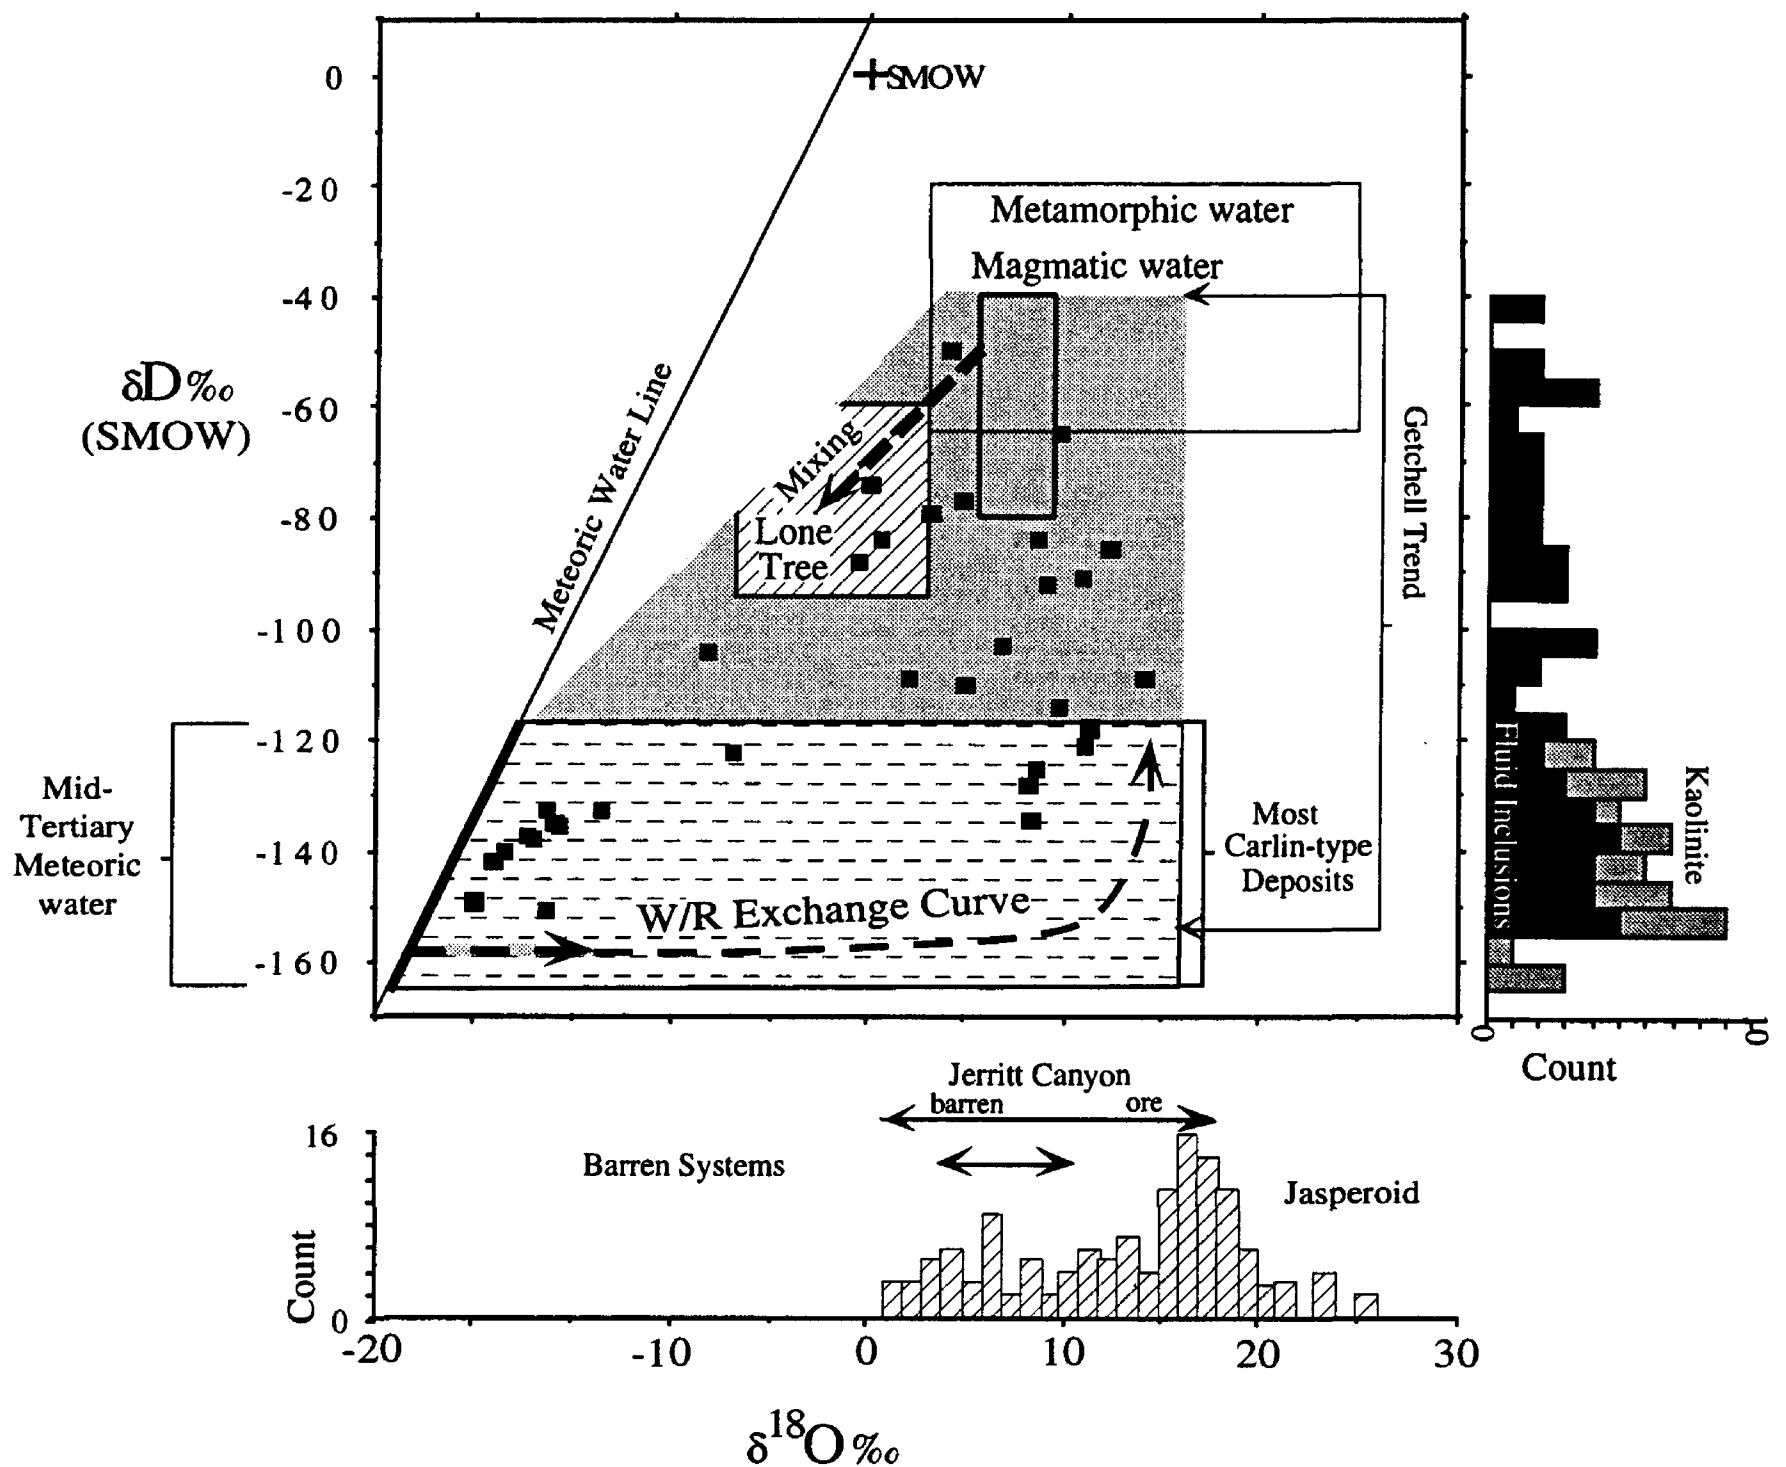 0
SMOW
-20
Metamorphic water
Magmatic water
-40
δD‰
(SMOW)
-60
Meteoric Water Line
Mixing
Getchell Trend
-80
Lone
Tree
-100
-120
Mid-
Tertiary
Meteoric
water
Most
Carlin-type
Deposits
Fluid Inclusions
Kaolinite
-140
W/R Exchange Curve
-160
0
10
Count
Jerritt Canyon
barren
ore
16
Barren Systems
Jasperoid
Count
0
-20
-10
0
10
20
30
δ18O‰